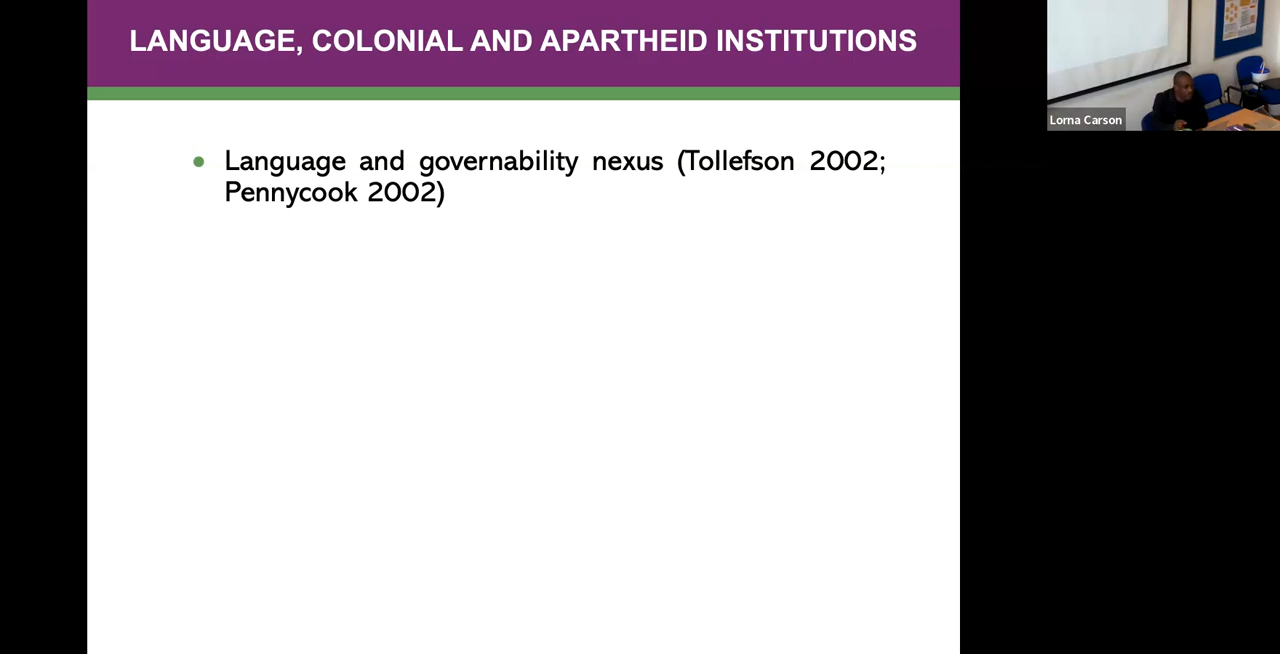 LANGUAGE, COLONIAL AND APARTHEID INSTITUTIONS
Language and governability nexus (Tollefson 2002;
Pennycook 2002)
Lorna Carson